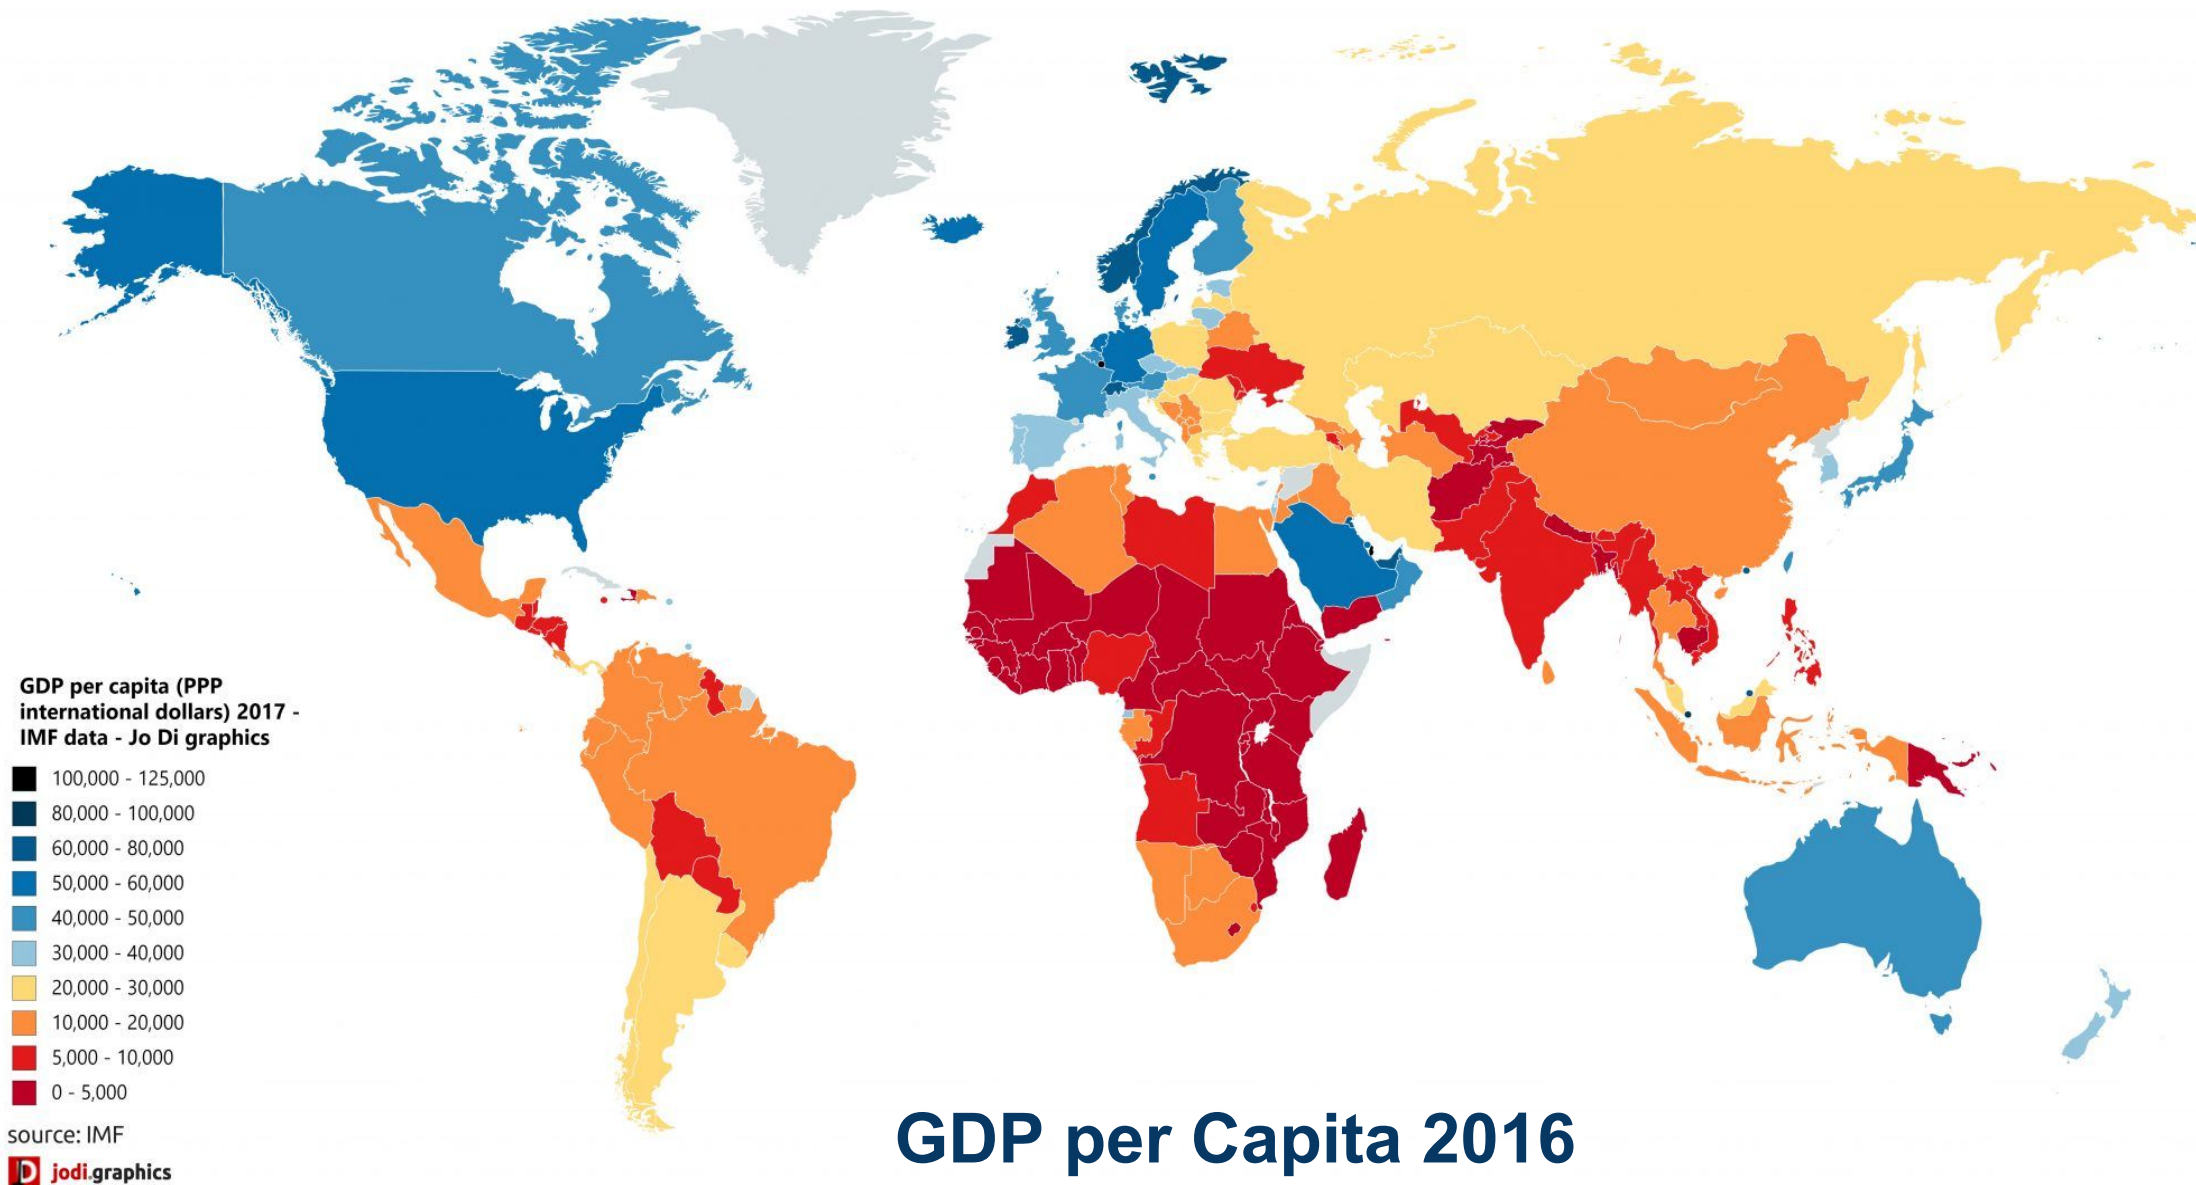 GDP per capita (PPP
international dollars) 2017 -
IMF data - Jo Di graphics
100,000 - 125,000
80,000 - 100,000
60,000 - 80,000
50,000 - 60,000
40,000 - 50,000
30,000 - 40,000
20,000 - 30,000
10,000 - 20,000
5,000 - 10,000
0 - 5,000
source: IMF
JD jodi.graphics
GDP per Capita 2016